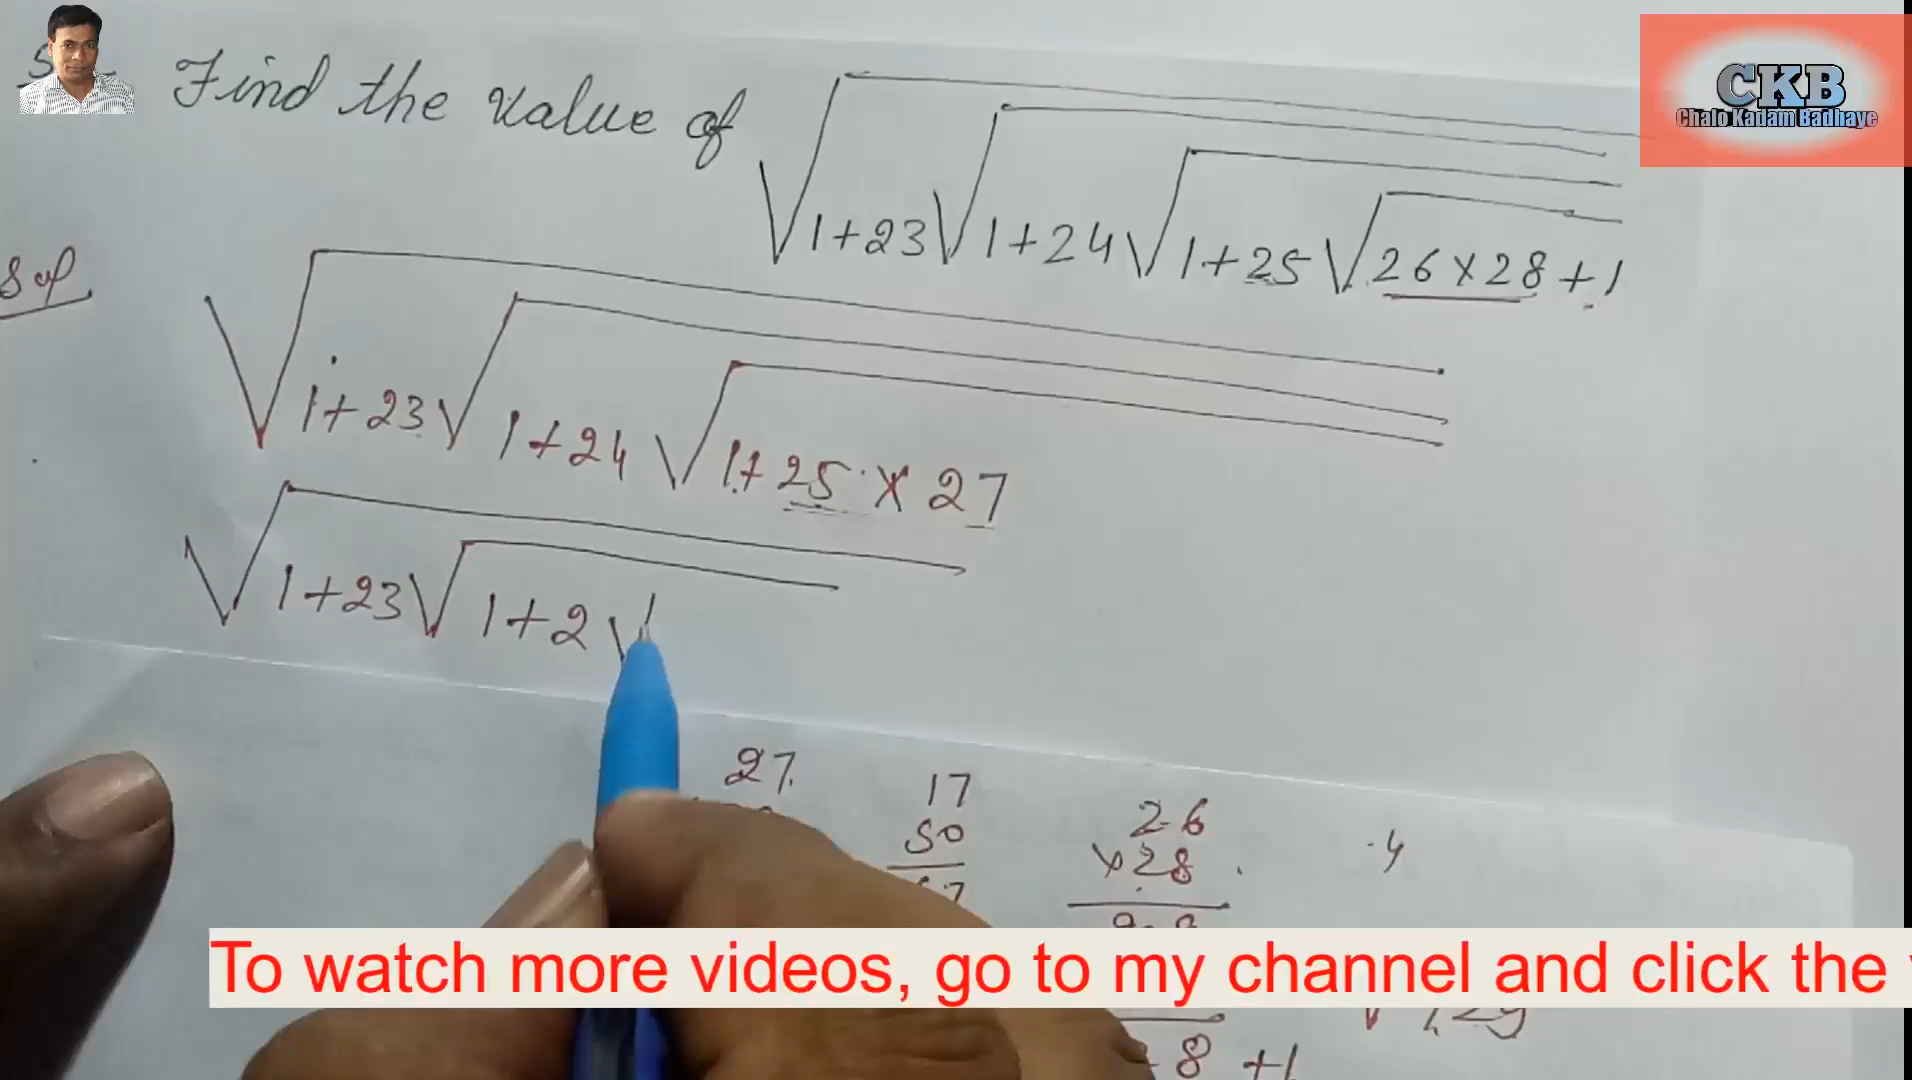 CKB
Chalo Kadam Badhaye
Find the value of √1+23√1+24√1+25√26×28+1
Sol
√1+23√1+24√1+25×27
√1+23√1+2√
27
17
50
26
×28
8 +1
To watch more videos, go to my channel and click the